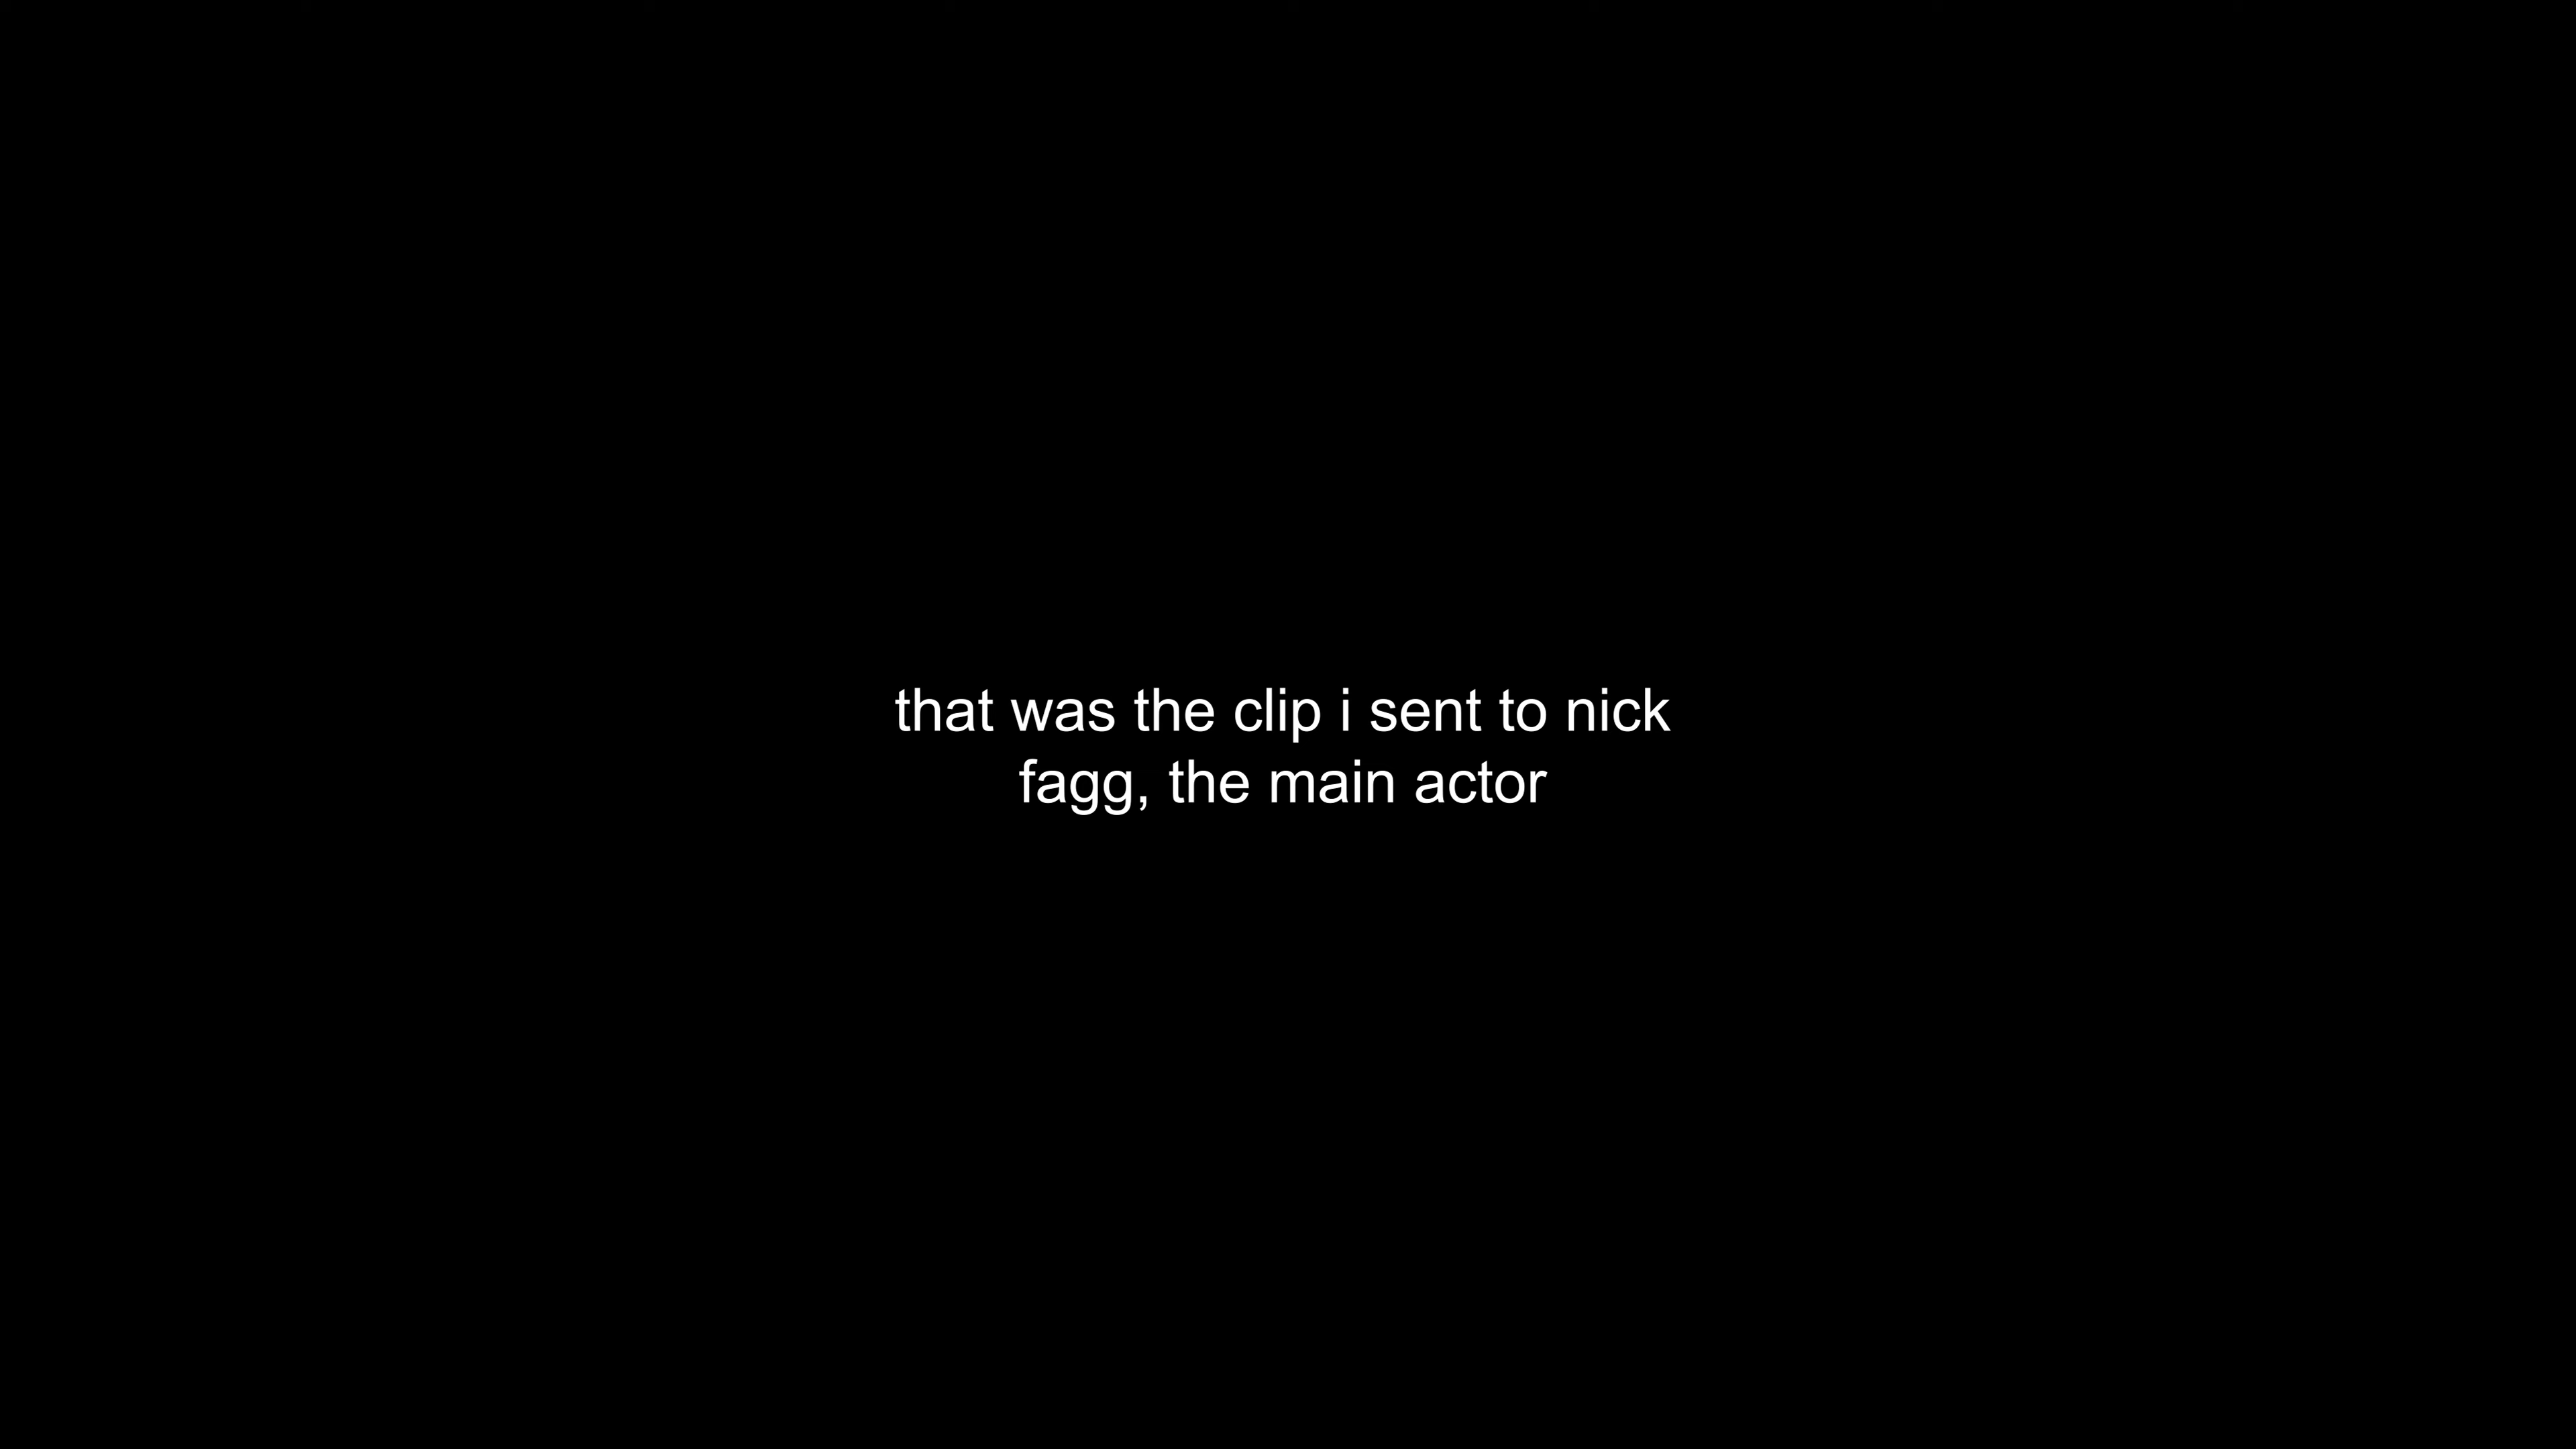 that was the clip i sent to nick
fagg, the main actor